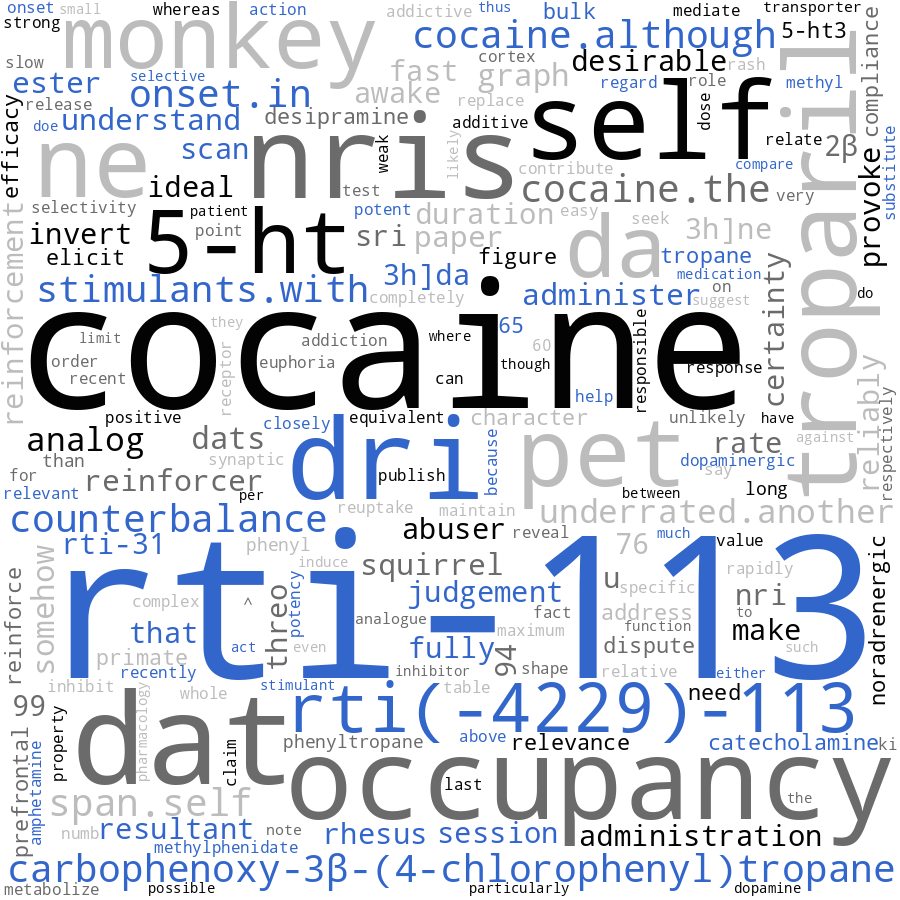 onset small whereas action addictive thus bulk mediate transporter
strong monkey cocaine.although 5-ht3
slow fast graph cortex desirable rash
ester selective onset.in awake regard role methyl
release replace self compliance
doe understand desipramine additive dose relate 2β
efficacy ne scan nris weak likely contribute compare substitute
ideal test cocaine.the very provoke
selectivity patient potent duration easy seek troparil
invert 5-ht point sri paper da 3h]ne
elicit figure tropane
reinforcement stimulants.with 3h]da administer medication on certainty do
completely suggest
cocaine they 65 responsible
limit addiction where 60
order receptor euphoria though response
recent can help reliably
positive closely equivalent character unlikely have respectively
analog dats dri because pet rate against
than synaptic dopaminergic
for reinforcer publish say
relevant per between long
counterbalance reuptake maintain underrated.another
rti-31 abuser reveal much value
phenyl rti-113 76 noradrenergic
somehow induce squirrel rapidly
reinforce threo potency judgement u specific nri
complex ^ analogue fact address to
that maximum function make
act even fully dispute such
primate 94 shape relative either
recently inhibitor
inhibit whole stimulant table need
99 dat rti(-4229)-113
property pharmacology phenyltropane above relevance catecholamine ki
prefrontal amphetamine claim occupancy
last the
span.self
numb resultant note rhesus session administration
methylphenidate
carbophenoxy-3β-(4-chlorophenyl)tropane
metabolize possible particularly dopamine